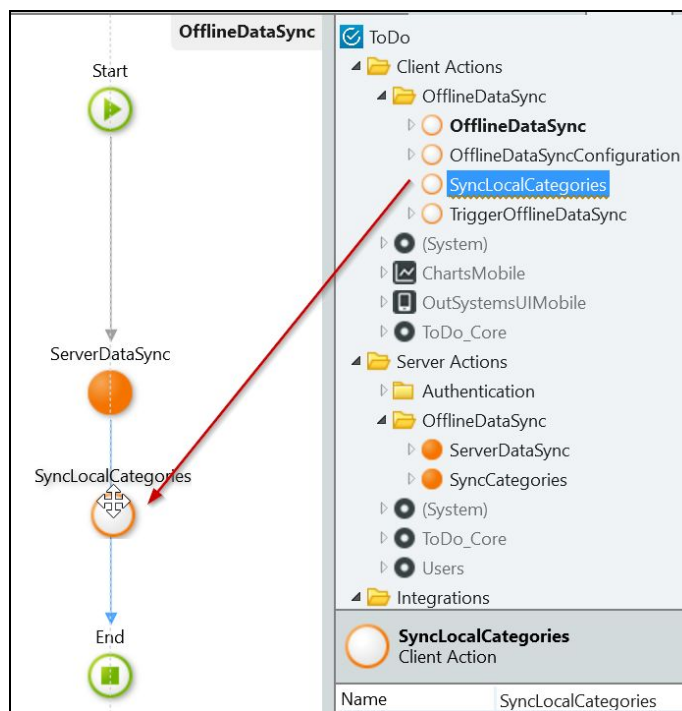 OfflineDataSync
Start
ServerDataSync
SyncLocalCategories
End
ToDo
Client Actions
OfflineDataSync
OfflineDataSync
OfflineDataSyncConfiguration
SyncLocalCategories
TriggerOfflineDataSync
(System)
ChartsMobile
OutSystemsUIMobile
ToDo_Core
Server Actions
Authentication
OfflineDataSync
ServerDataSync
SyncCategories
(System)
ToDo_Core
Users
Integrations
SyncLocalCategories
Client Action
Name SyncLocalCategories